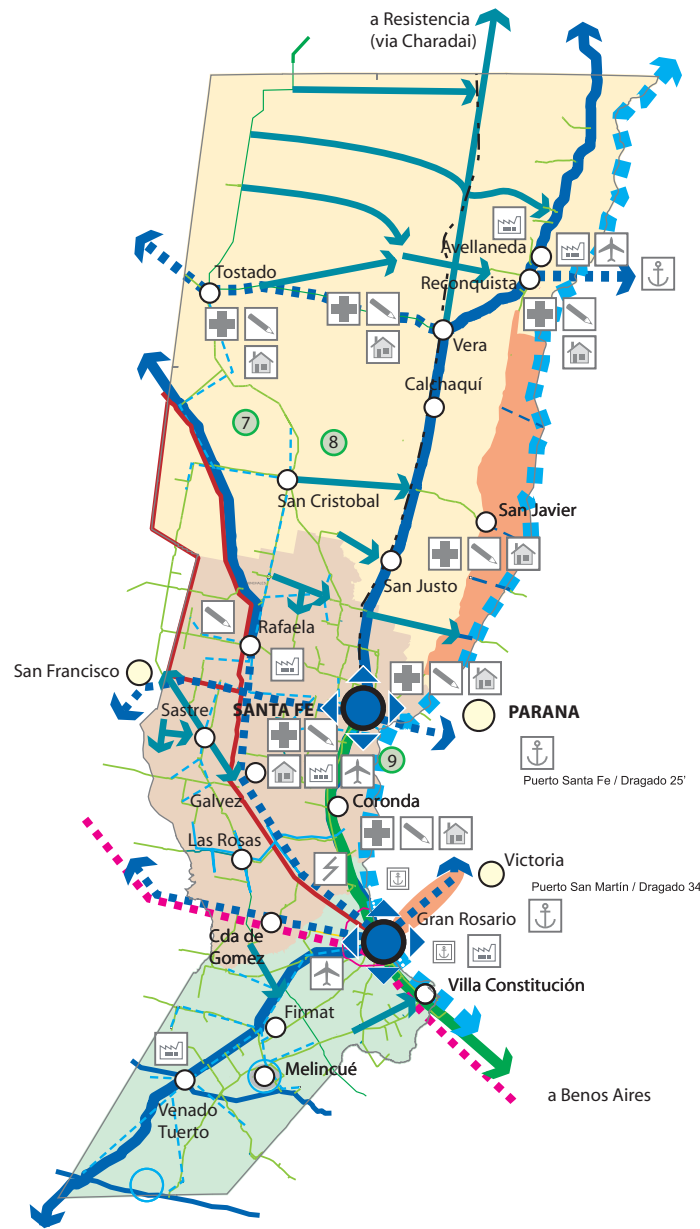 a Resistencia
(via Charadai)
Avellaneda
Tostado
Reconquista
Vera
Calchaquí
7
8
San Cristobal
San Javier
San Justo
Rafaela
San Francisco
Sastre
SANTA FE
PARANA
9
Puerto Santa Fe / Dragado 25'
Galvez
Coronda
Las Rosas
Victoria
Puerto San Martín / Dragado 34
Gran Rosario
Cda de
Gomez
Villa Constitución
Firmat
Melincué
a Benos Aires
Venado
Tuerto